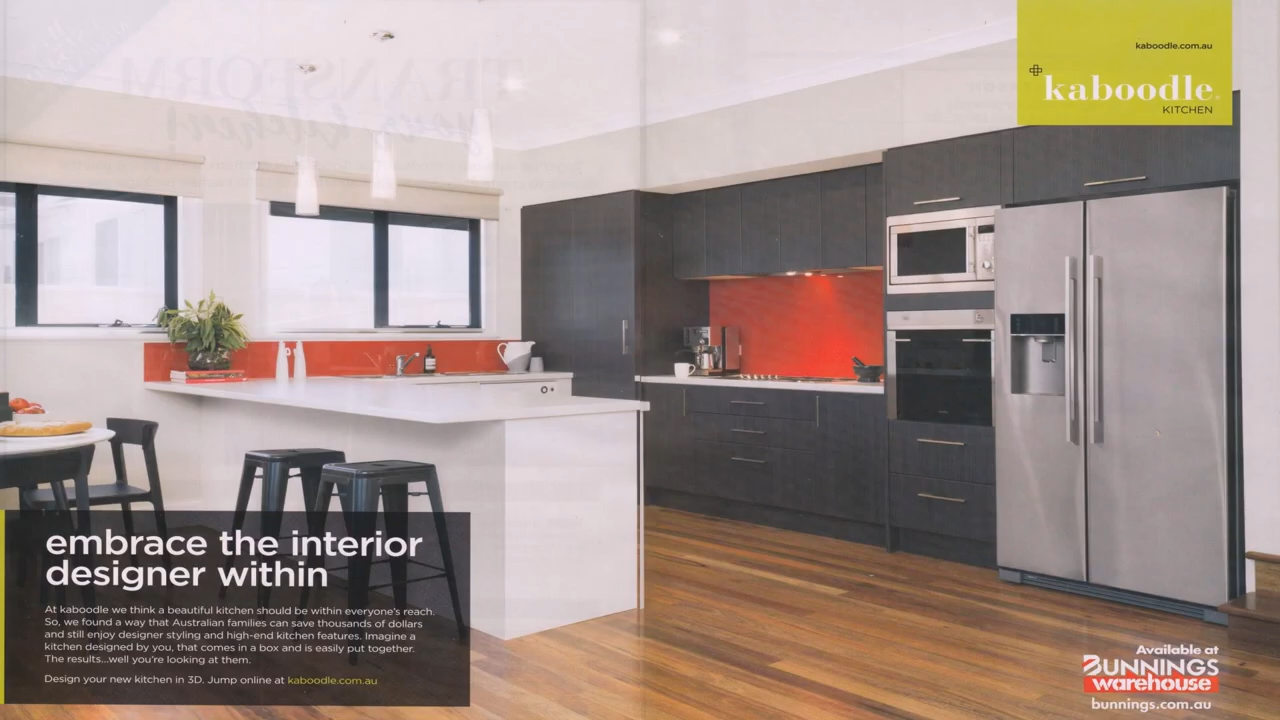 kaboodle.com.au
kaboodle
KITCHEN
embrace the interior
designer within
At kaboodle we think a beautiful kitchen should be within everyone's reach.
So, we found a way that Australian families can save thousands of dollars
and still enjoy designer styling and high-end kitchen features. Imagine a
kitchen designed by you, that comes in a box and is easily put together.
The results...well you're looking at them.
Design your new kitchen in 3D. Jump online at kaboodle.com.au
Available at
BUNNINGS
warehouse
bunnings.com.au